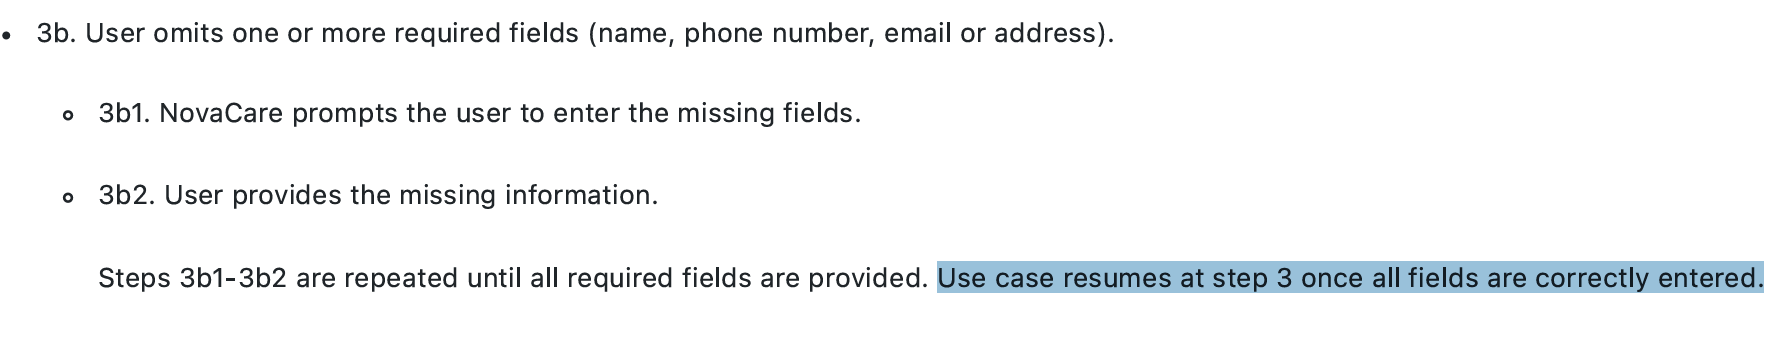 • 3b. User omits one or more required fields (name, phone number, email or address).
◦ 3b1. NovaCare prompts the user to enter the missing fields.
◦ 3b2. User provides the missing information.
Steps 3b1-3b2 are repeated until all required fields are provided. Use case resumes at step 3 once all fields are correctly entered.